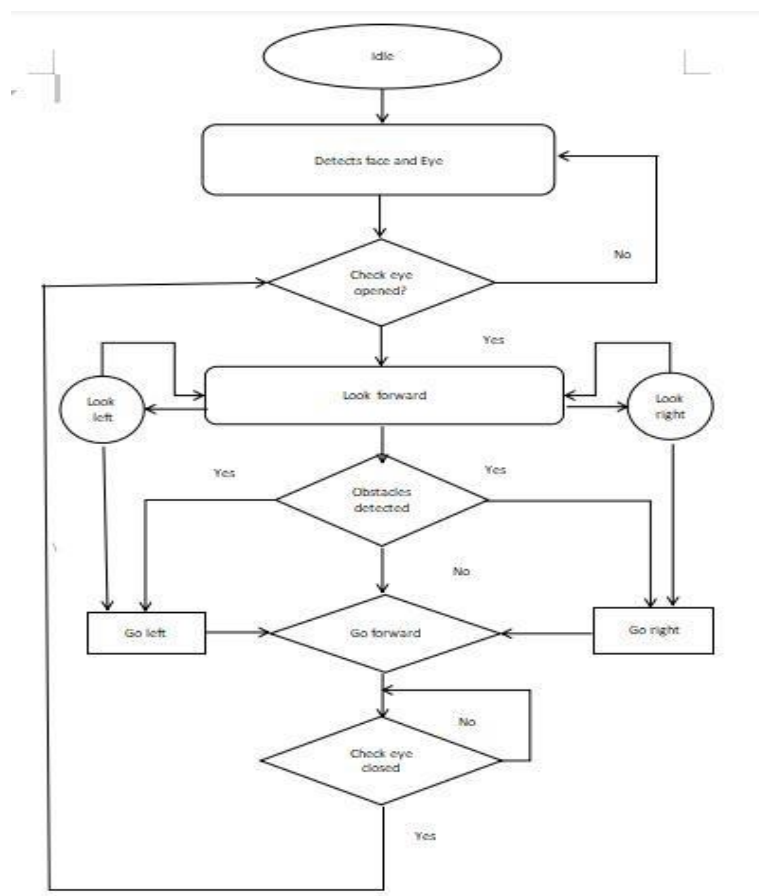 Idle
Detects face and Eye
No
Check eye
opened?
Yes
Look
left
Look forward
Look
right
Yes
Yes
Obstacles
detected
No
Go left
Go forward
Go right
No
Check eye
closed
Yes